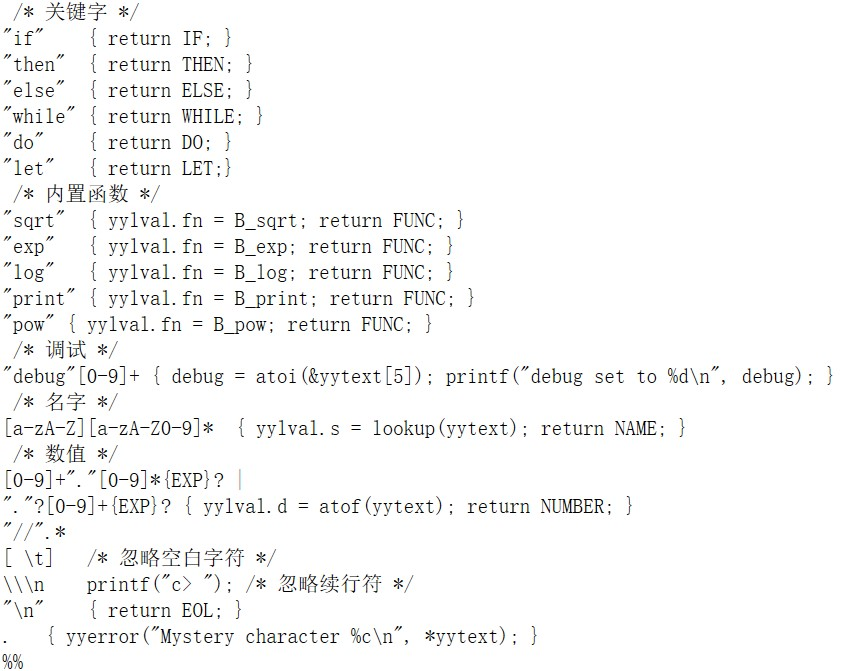 /* 关键字 */
"if"    { return IF; }
"then"  { return THEN; }
"else"  { return ELSE; }
"while" { return WHILE; }
"do"    { return DO; }
"let"   { return LET;}
/* 内置函数 */
"sqrt"  { yylval.fn = B_sqrt; return FUNC; }
"exp"   { yylval.fn = B_exp; return FUNC; }
"log"   { yylval.fn = B_log; return FUNC; }
"print" { yylval.fn = B_print; return FUNC; }
"pow" { yylval.fn = B_pow; return FUNC; }
/* 调试 */
"debug"[0-9]+ { debug = atoi(&yytext[5]); printf("debug set to %d\n", debug); }
/* 名字 */
[a-zA-Z][a-zA-Z0-9]*  { yylval.s = lookup(yytext); return NAME; }
/* 数值 */
[0-9]+"."[0-9]*{EXP}? |
"."?[0-9]+{EXP}? { yylval.d = atof(yytext); return NUMBER; }
"//".*
[ \t]   /* 忽略空白字符 */
\\\n    printf("c> "); /* 忽略续行符 */
"\n"    { return EOL; }
.    { yyerror("Mystery character %c\n", *yytext); }
%%